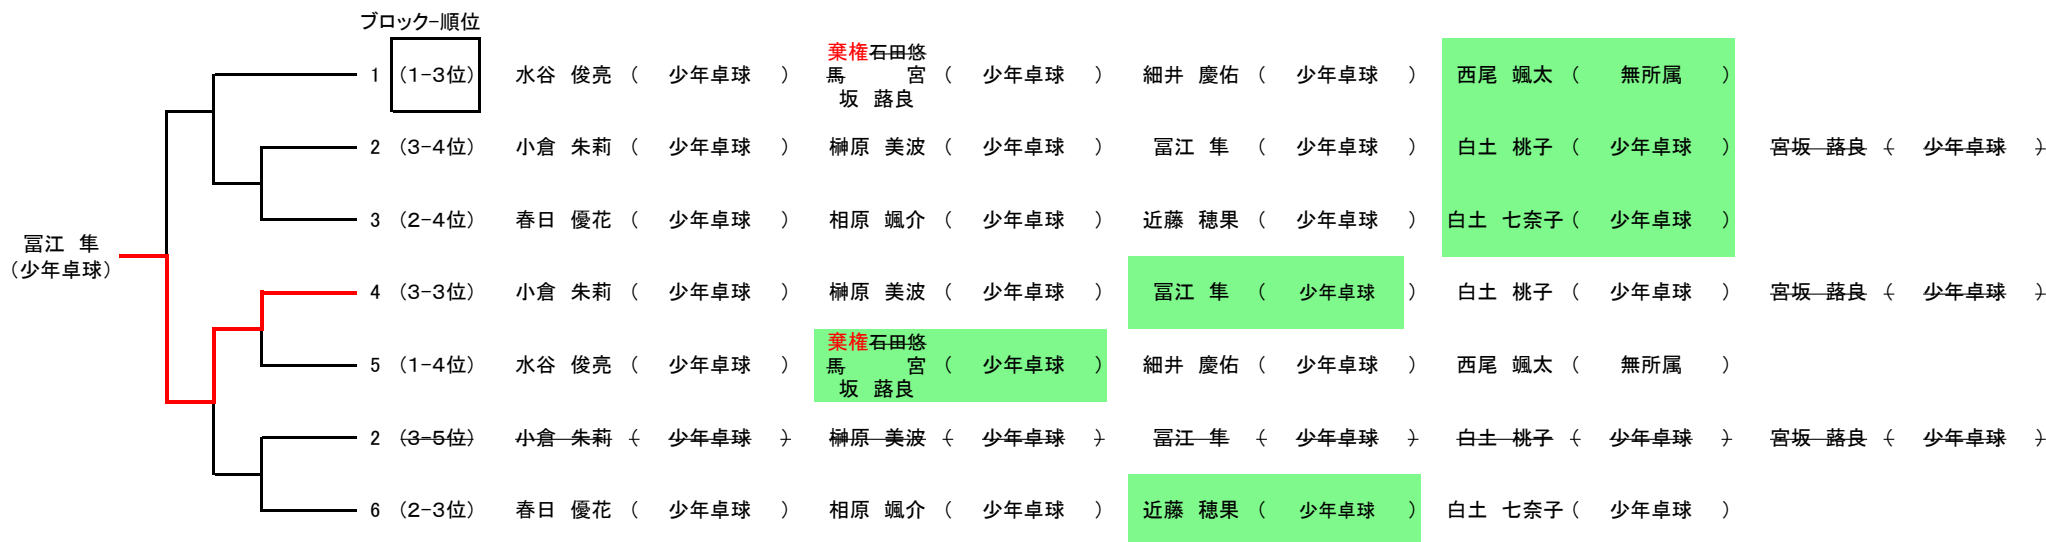 ブロック-順位
1 (1-3位) 水谷 俊亮 ( 少年卓球 ) 棄権石田悠馬 宮坂 蕗良 ( 少年卓球 ) 細井 慶佑 ( 少年卓球 ) 西尾 颯太 ( 無所属 )
2 (3-4位) 小倉 朱莉 ( 少年卓球 ) 榊原 美波 ( 少年卓球 ) 冨江 隼 ( 少年卓球 ) 白土 桃子 ( 少年卓球 ) 宮坂 蕗良 ( 少年卓球 )
3 (2-4位) 春日 優花 ( 少年卓球 ) 相原 颯介 ( 少年卓球 ) 近藤 穂果 ( 少年卓球 ) 白土 七奈子 ( 少年卓球 )
冨江 隼
(少年卓球)
4 (3-3位) 小倉 朱莉 ( 少年卓球 ) 榊原 美波 ( 少年卓球 ) 冨江 隼 ( 少年卓球 ) 白土 桃子 ( 少年卓球 ) 宮坂 蕗良 ( 少年卓球 )
5 (1-4位) 水谷 俊亮 ( 少年卓球 ) 棄権石田悠馬 宮坂 蕗良 ( 少年卓球 ) 細井 慶佑 ( 少年卓球 ) 西尾 颯太 ( 無所属 )
2 (3-5位) 小倉 朱莉 ( 少年卓球 ) 榊原 美波 ( 少年卓球 ) 冨江 隼 ( 少年卓球 ) 白土 桃子 ( 少年卓球 ) 宮坂 蕗良 ( 少年卓球 )
6 (2-3位) 春日 優花 ( 少年卓球 ) 相原 颯介 ( 少年卓球 ) 近藤 穂果 ( 少年卓球 ) 白土 七奈子 ( 少年卓球 )